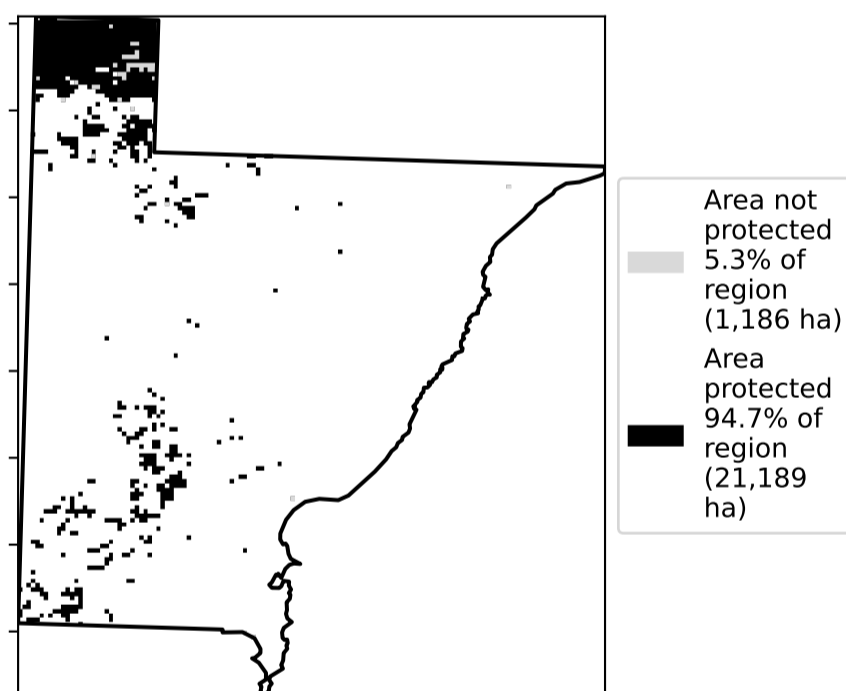 Area not
protected
5.3% of
region
(1,186 ha)
Area
protected
94.7% of
region
(21,189
ha)